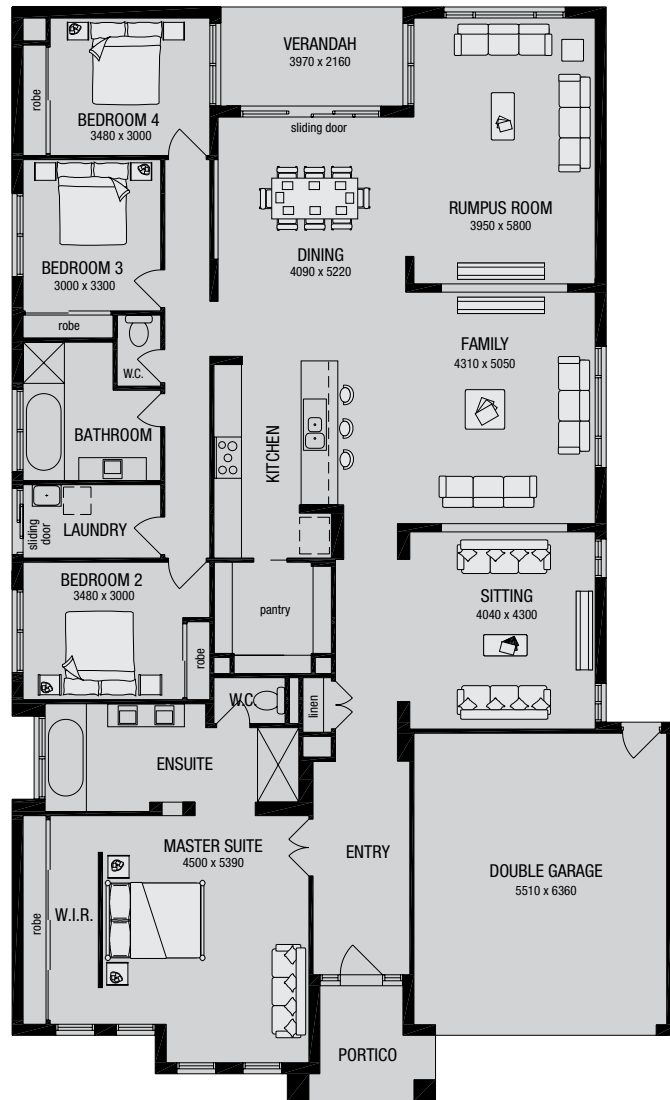 VERANDAH
3970 x 2160
robe
BEDROOM 4
3480 x 3000
sliding door
RUMPUS ROOM
3950 x 5800
DINING
4090 x 5220
BEDROOM 3
3000 x 3300
robe
W.C.
FAMILY
4310 x 5050
BATHROOM
KITCHEN
sliding
door
LAUNDRY
BEDROOM 2
3480 x 3000
robe
pantry
SITTING
4040 x 4300
W.C.
linen
ENSUITE
MASTER SUITE
4500 x 5390
ENTRY
DOUBLE GARAGE
5510 x 6360
robe
W.I.R.
PORTICO